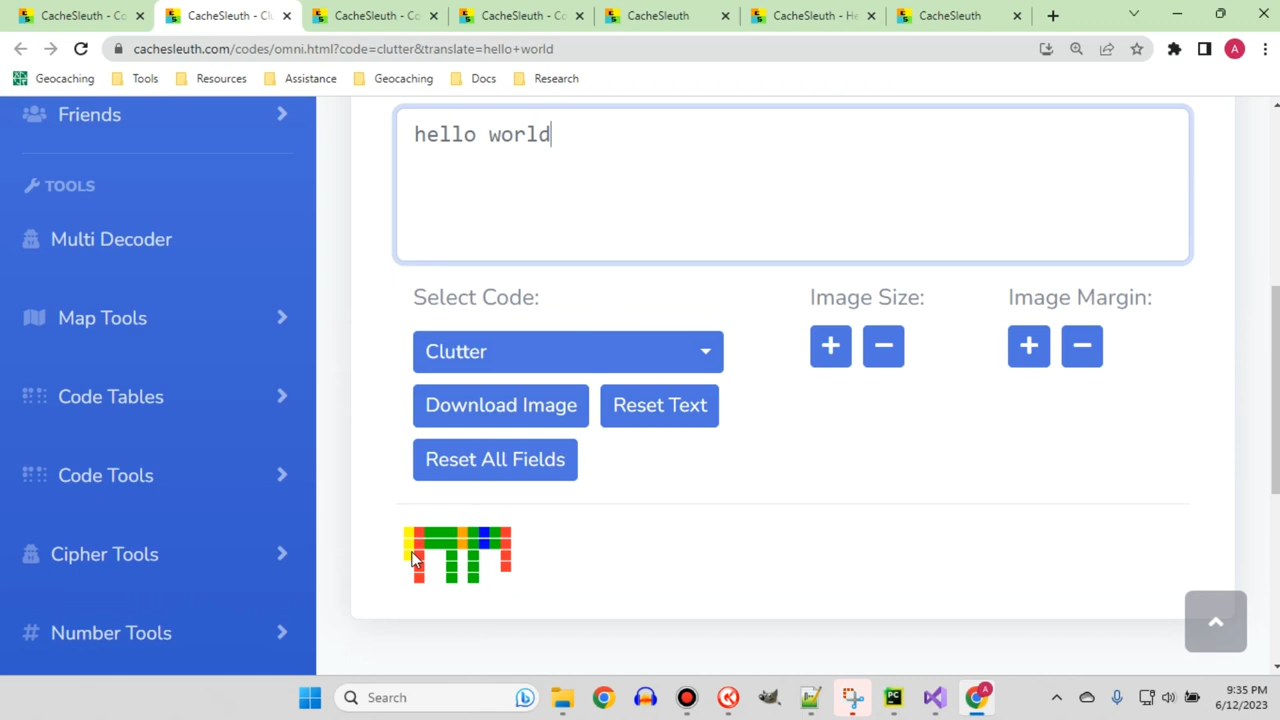 CacheSleuth - Co
CacheSleuth - Clu
CacheSleuth - Co
CacheSleuth - Co
CacheSleuth
CacheSleuth - He
CacheSleuth
cachesleuth.com/codes/omni.html?code=clutter&translate=hello+world
A
Geocaching
Tools
Resources
Assistance
Geocaching
Docs
Research
Friends
TOOLS
Multi Decoder
Map Tools
Code Tables
Code Tools
Cipher Tools
Number Tools
hello world
Select Code:
Image Size:
Image Margin:
Clutter
Download Image
Reset Text
Reset All Fields
Search
9:35 PM
6/12/2023